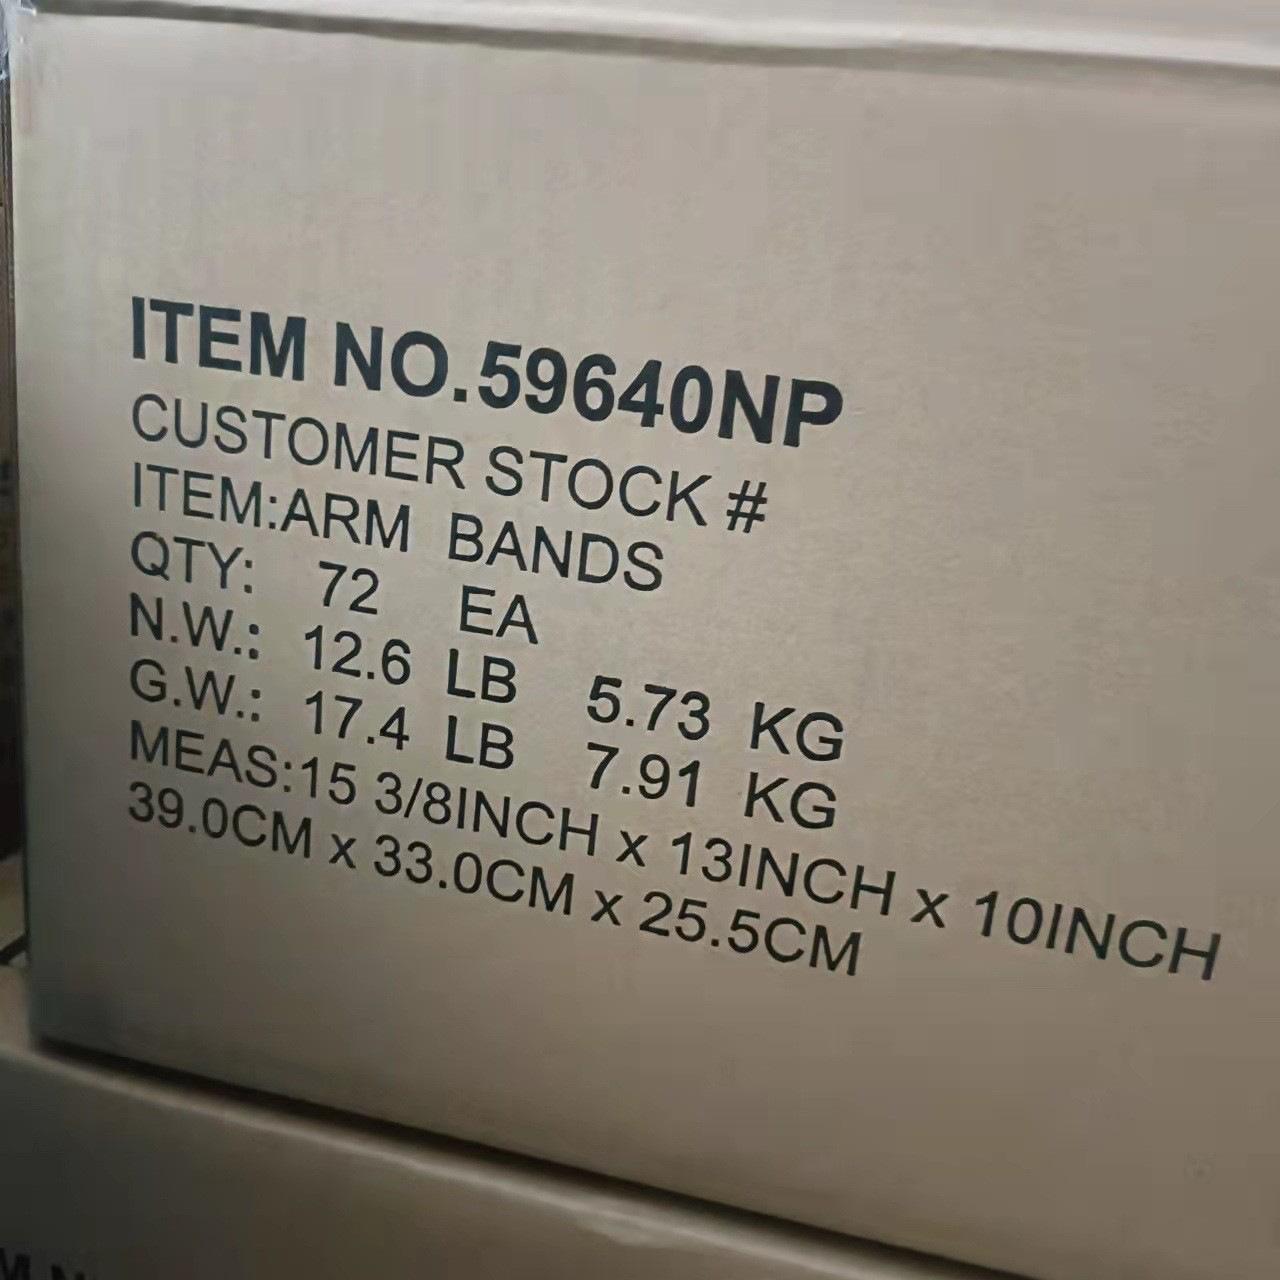 ITEM NO.59640NP
CUSTOMER STOCK #
ITEM:ARM BANDS
QTY: 72 EA
N.W.: 12.6 LB 5.73 KG
G.W.: 17.4 LB 7.91 KG
MEAS:15 3/8INCH x 13INCH x 10INCH
39.0CM x 33.0CM x 25.5CM